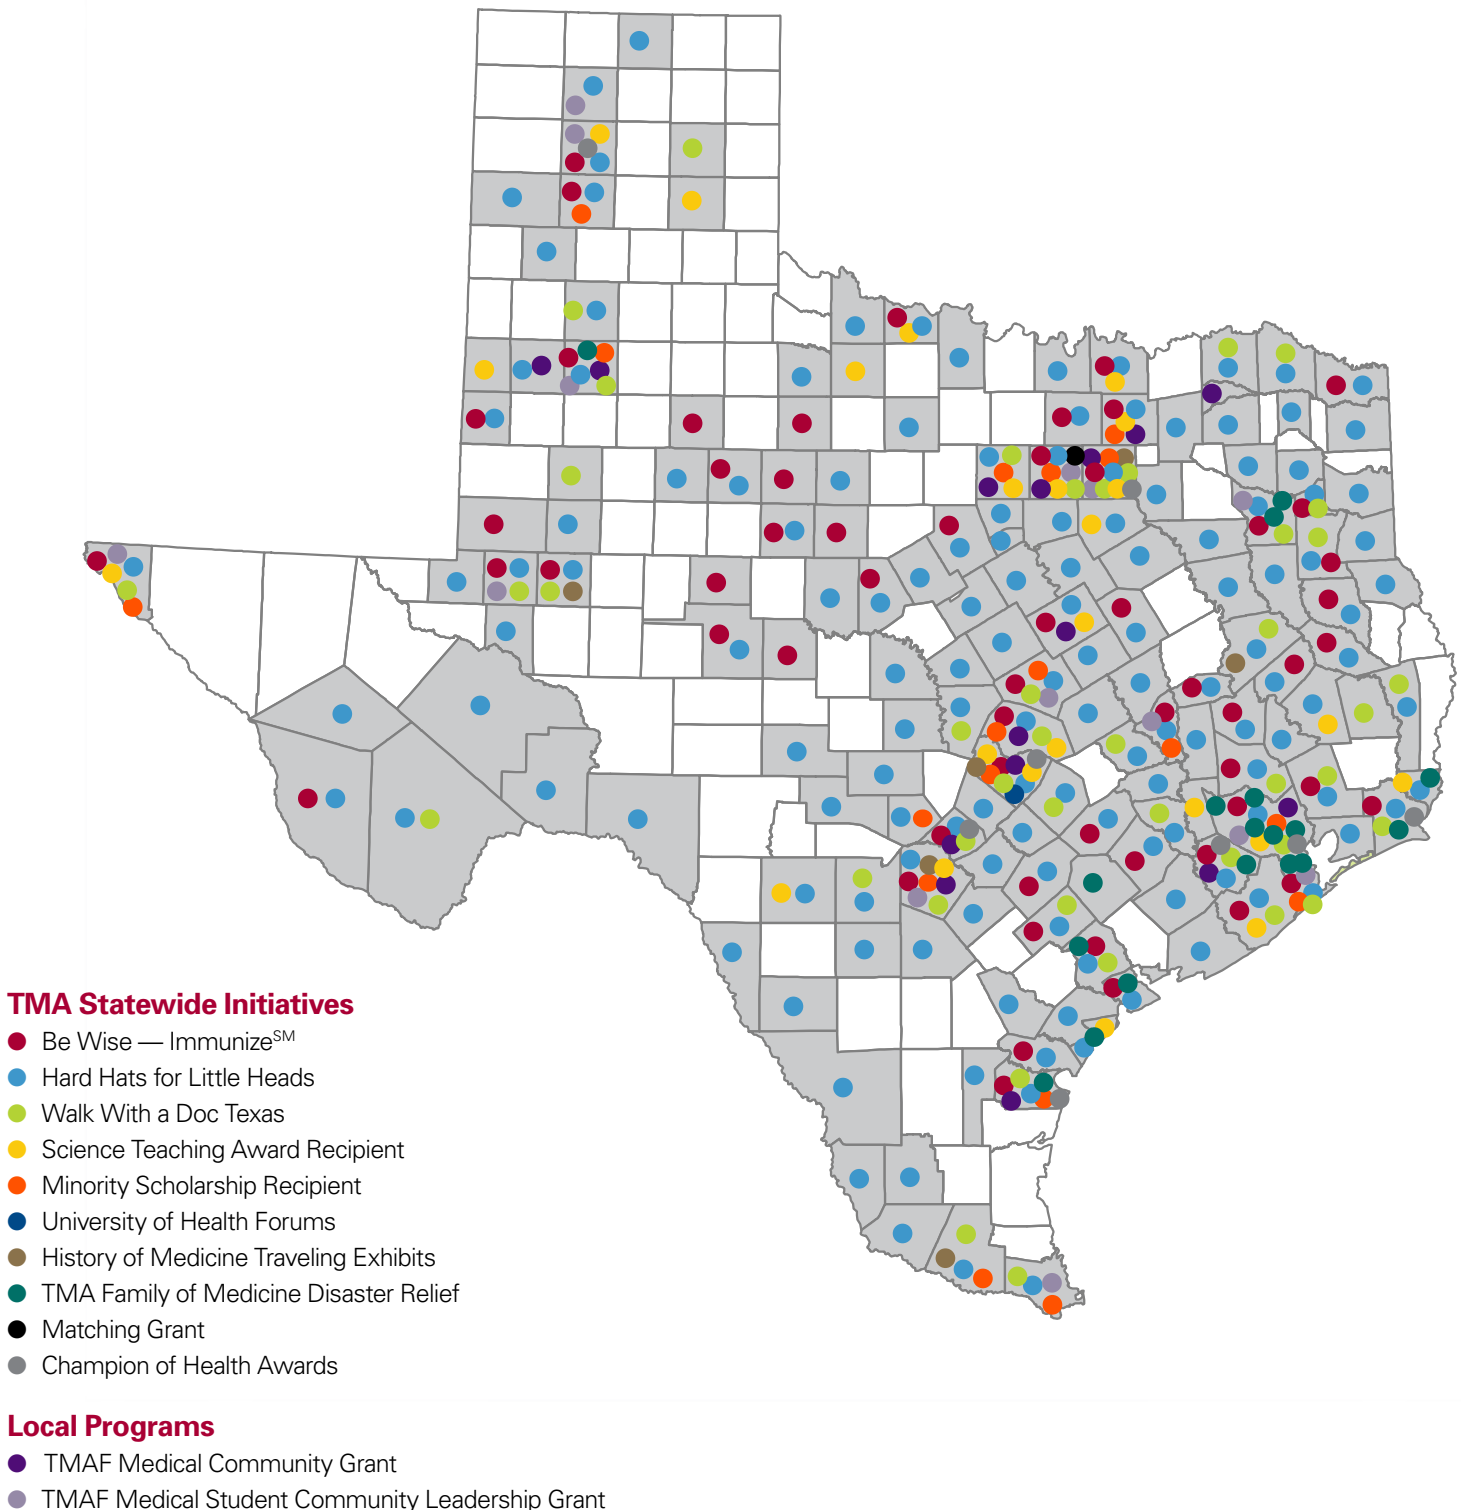 TMA Statewide Initiatives
Be Wise — Immunize℠
Hard Hats for Little Heads
Walk With a Doc Texas
Science Teaching Award Recipient
Minority Scholarship Recipient
University of Health Forums
History of Medicine Traveling Exhibits
TMA Family of Medicine Disaster Relief
Matching Grant
Champion of Health Awards
Local Programs
TMAF Medical Community Grant
TMAF Medical Student Community Leadership Grant